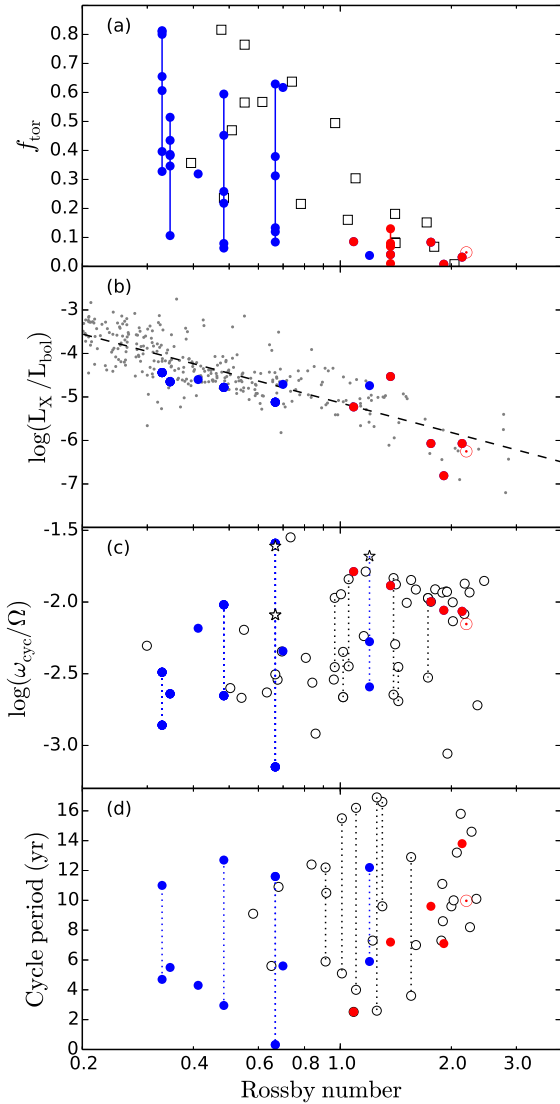 (a)
0.8
0.7
0.6
0.5
0.4
0.3
0.2
0.1
0.0
f_tor
(b)
-3
-4
-5
-6
-7
log(L_X/L_bol)
(c)
-1.5
-2.0
-2.5
-3.0
log(ω_cyc/Ω)
(d)
16
14
12
10
8
6
4
2
0
Cycle period (yr)
0.2 0.4 0.6 0.8 1.0 2.0 3.0
Rossby number